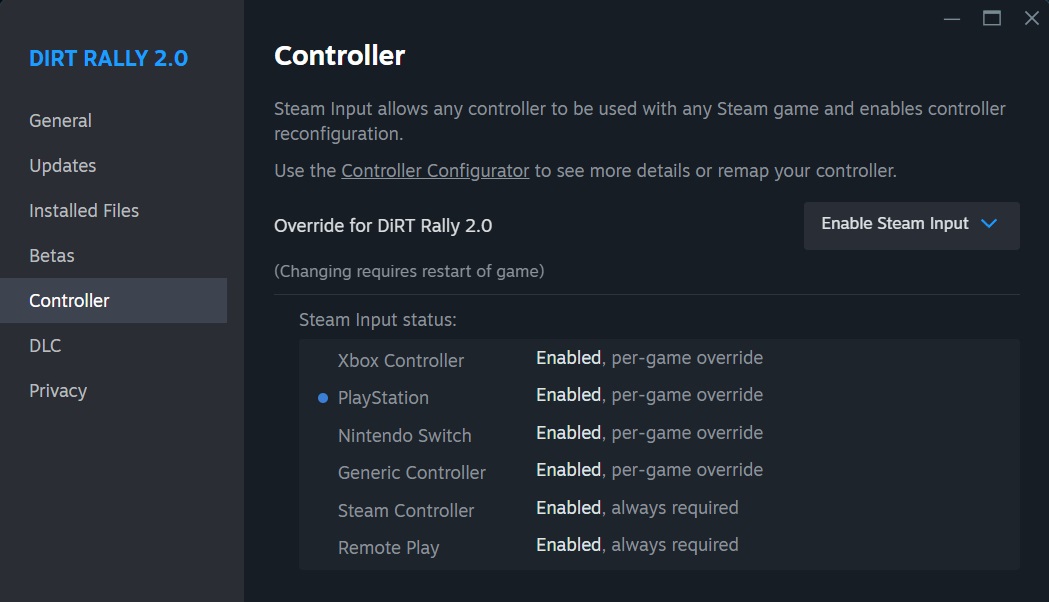 DIRT RALLY 2.0
General
Updates
Installed Files
Betas
Controller
DLC
Privacy
Controller
Steam Input allows any controller to be used with any Steam game and enables controller
reconfiguration.
Use the Controller Configurator to see more details or remap your controller.
Override for DiRT Rally 2.0
Enable Steam Input
(Changing requires restart of game)
Steam Input status:
Xbox Controller Enabled, per-game override
PlayStation Enabled, per-game override
Nintendo Switch Enabled, per-game override
Generic Controller Enabled, per-game override
Steam Controller Enabled, always required
Remote Play Enabled, always required